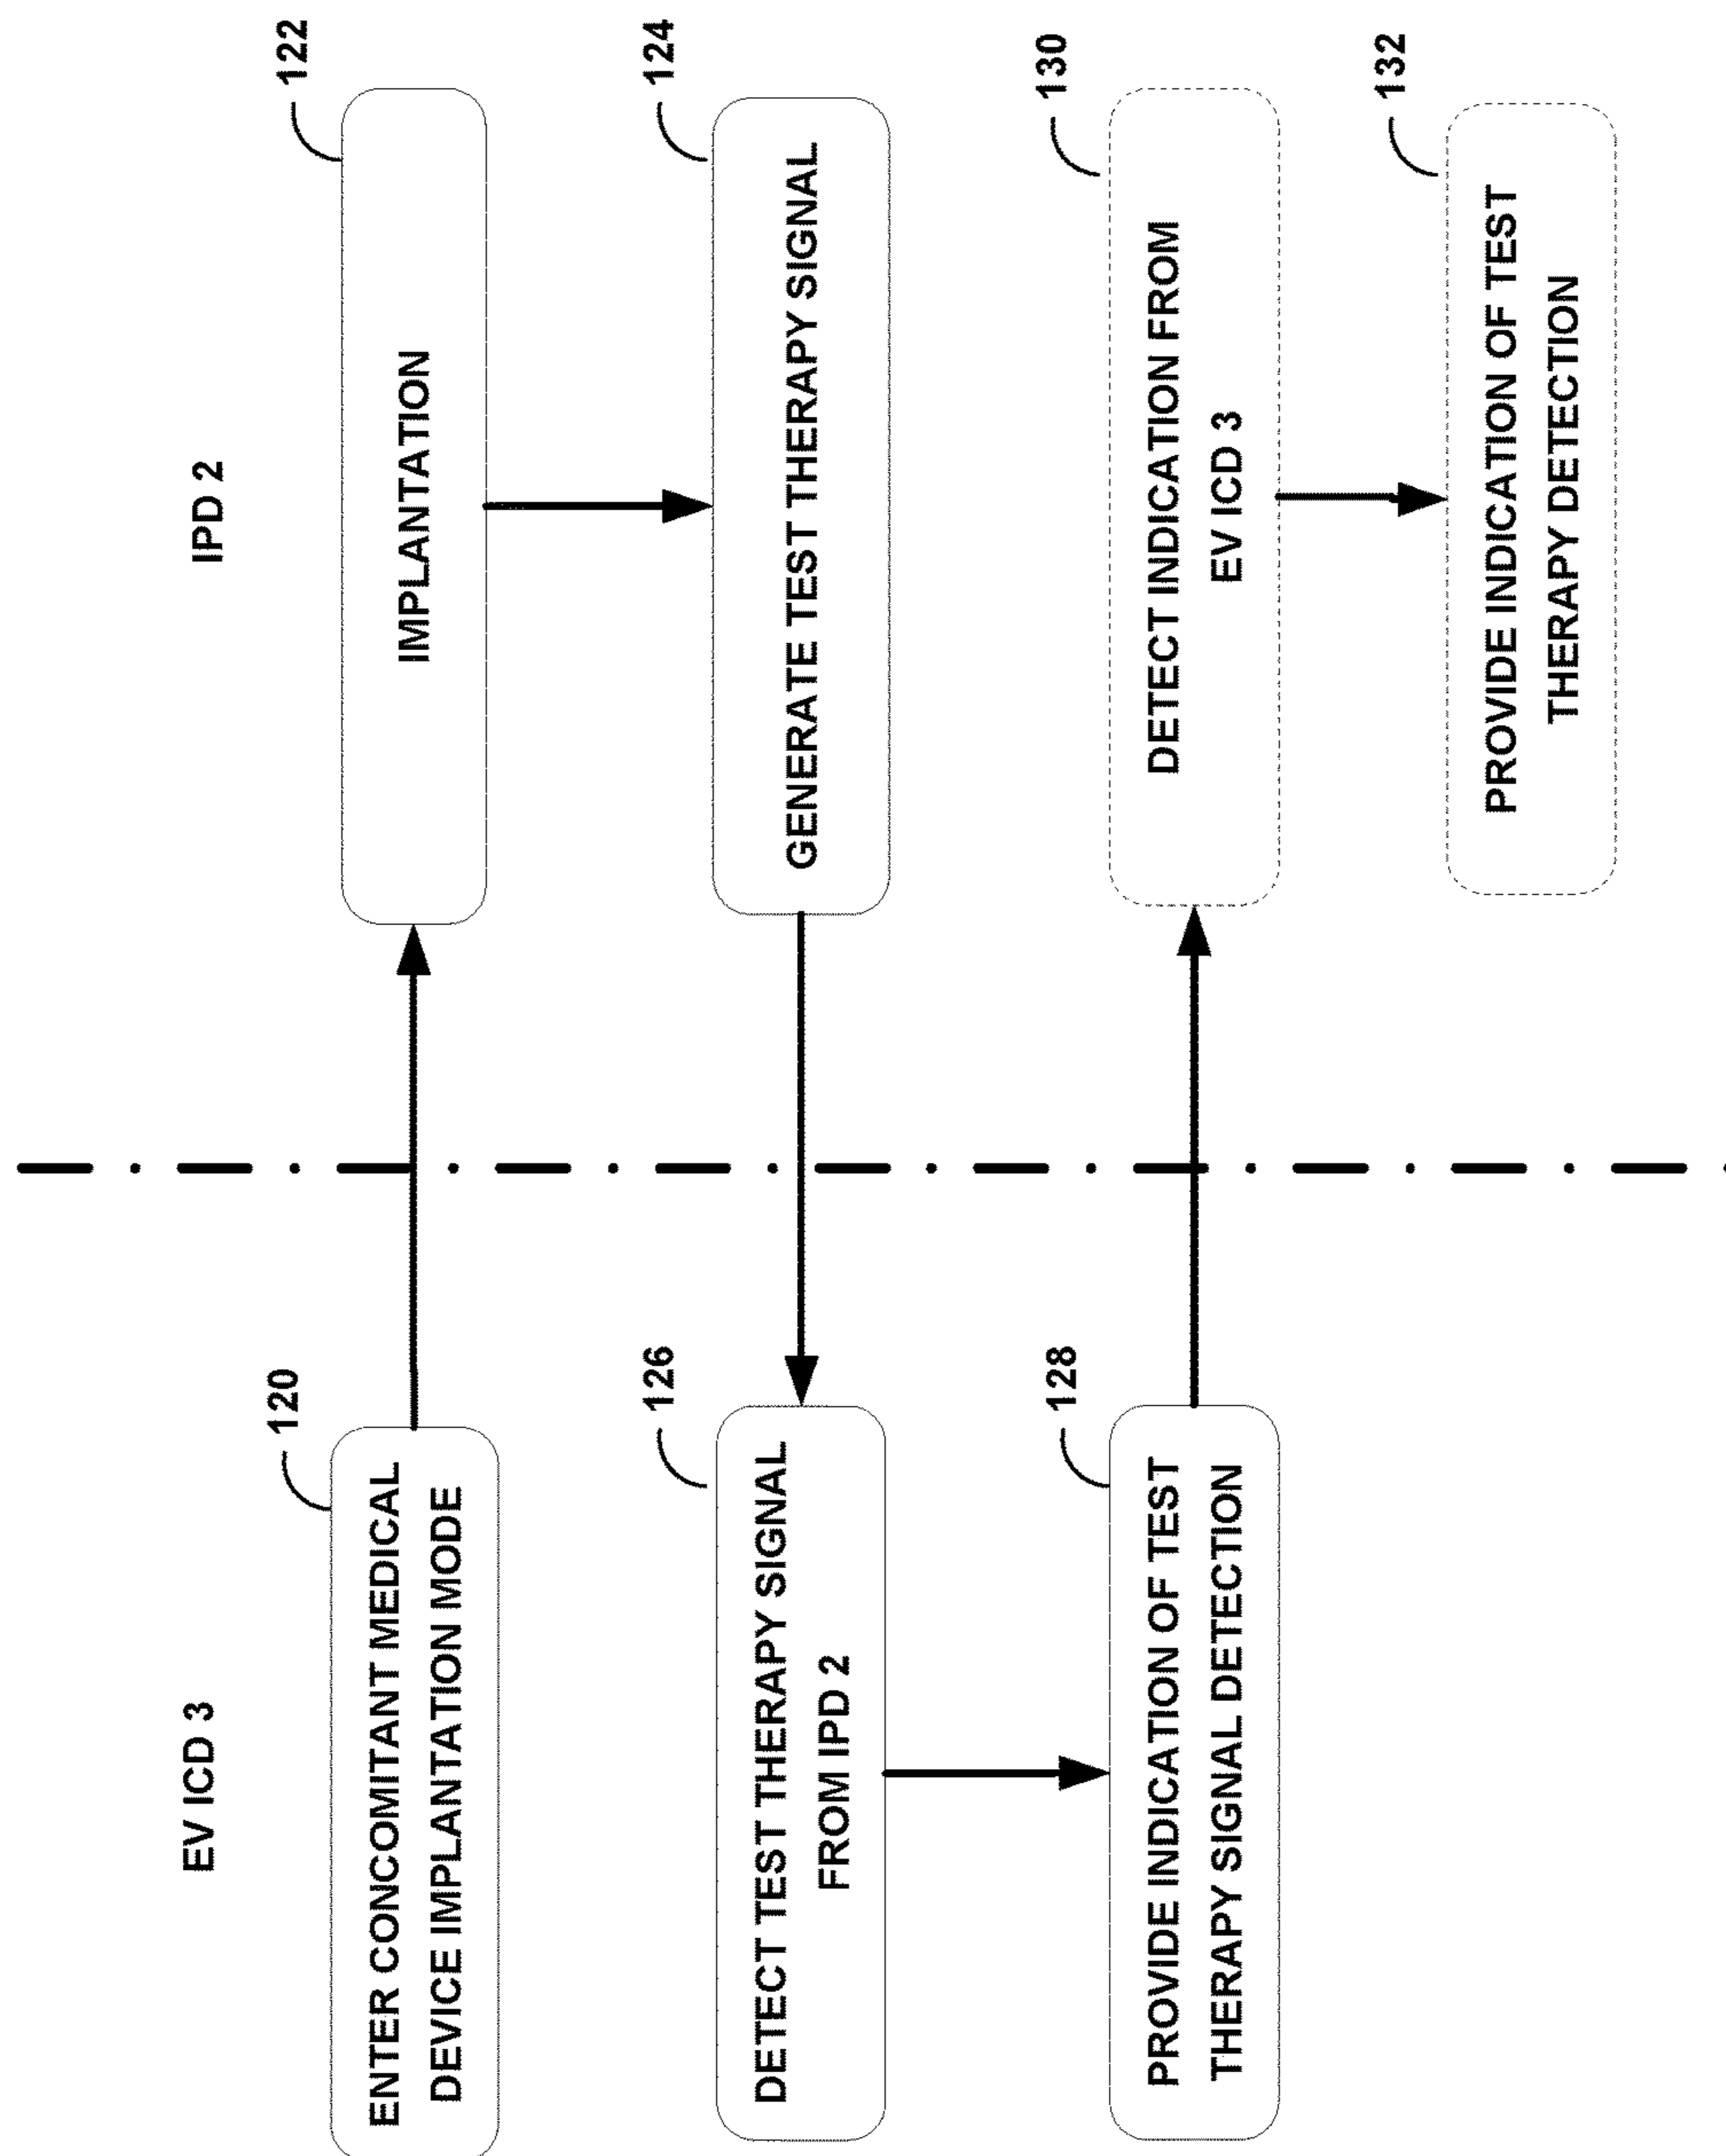 EV ICD 3
IPD 2
120
ENTER CONCOMITANT MEDICAL
DEVICE IMPLANTATION MODE
122
IMPLANTATION
124
GENERATE TEST THERAPY SIGNAL
126
DETECT TEST THERAPY SIGNAL
FROM IPD 2
128
PROVIDE INDICATION OF TEST
THERAPY SIGNAL DETECTION
130
DETECT INDICATION FROM
EV ICD 3
132
PROVIDE INDICATION OF TEST
THERAPY DETECTION